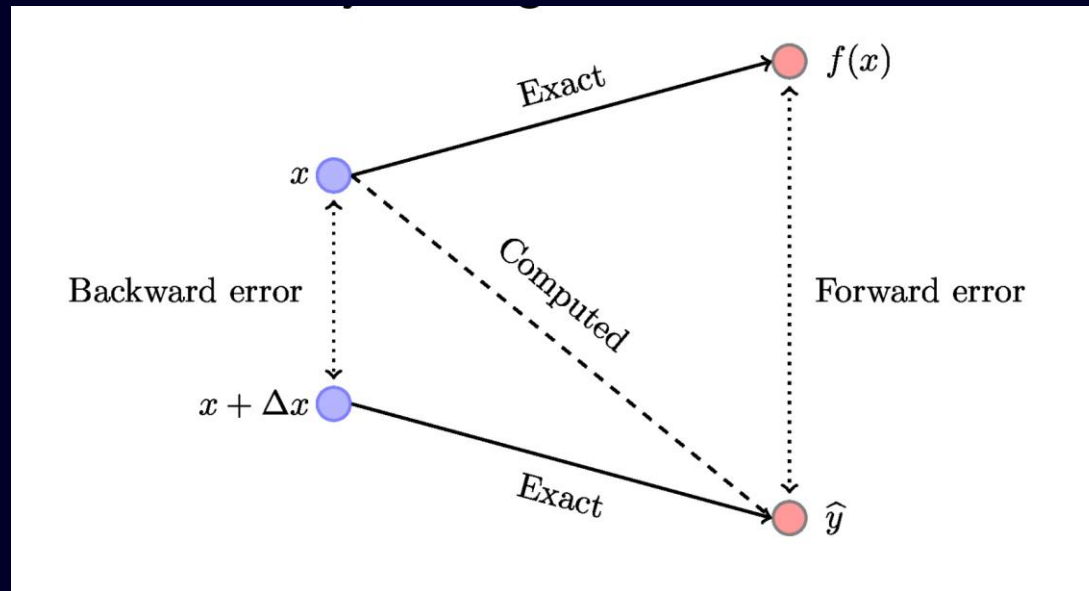 f(x)
Exact
x
Computed
Backward error
Forward error
x + Δx
Exact
ŷ